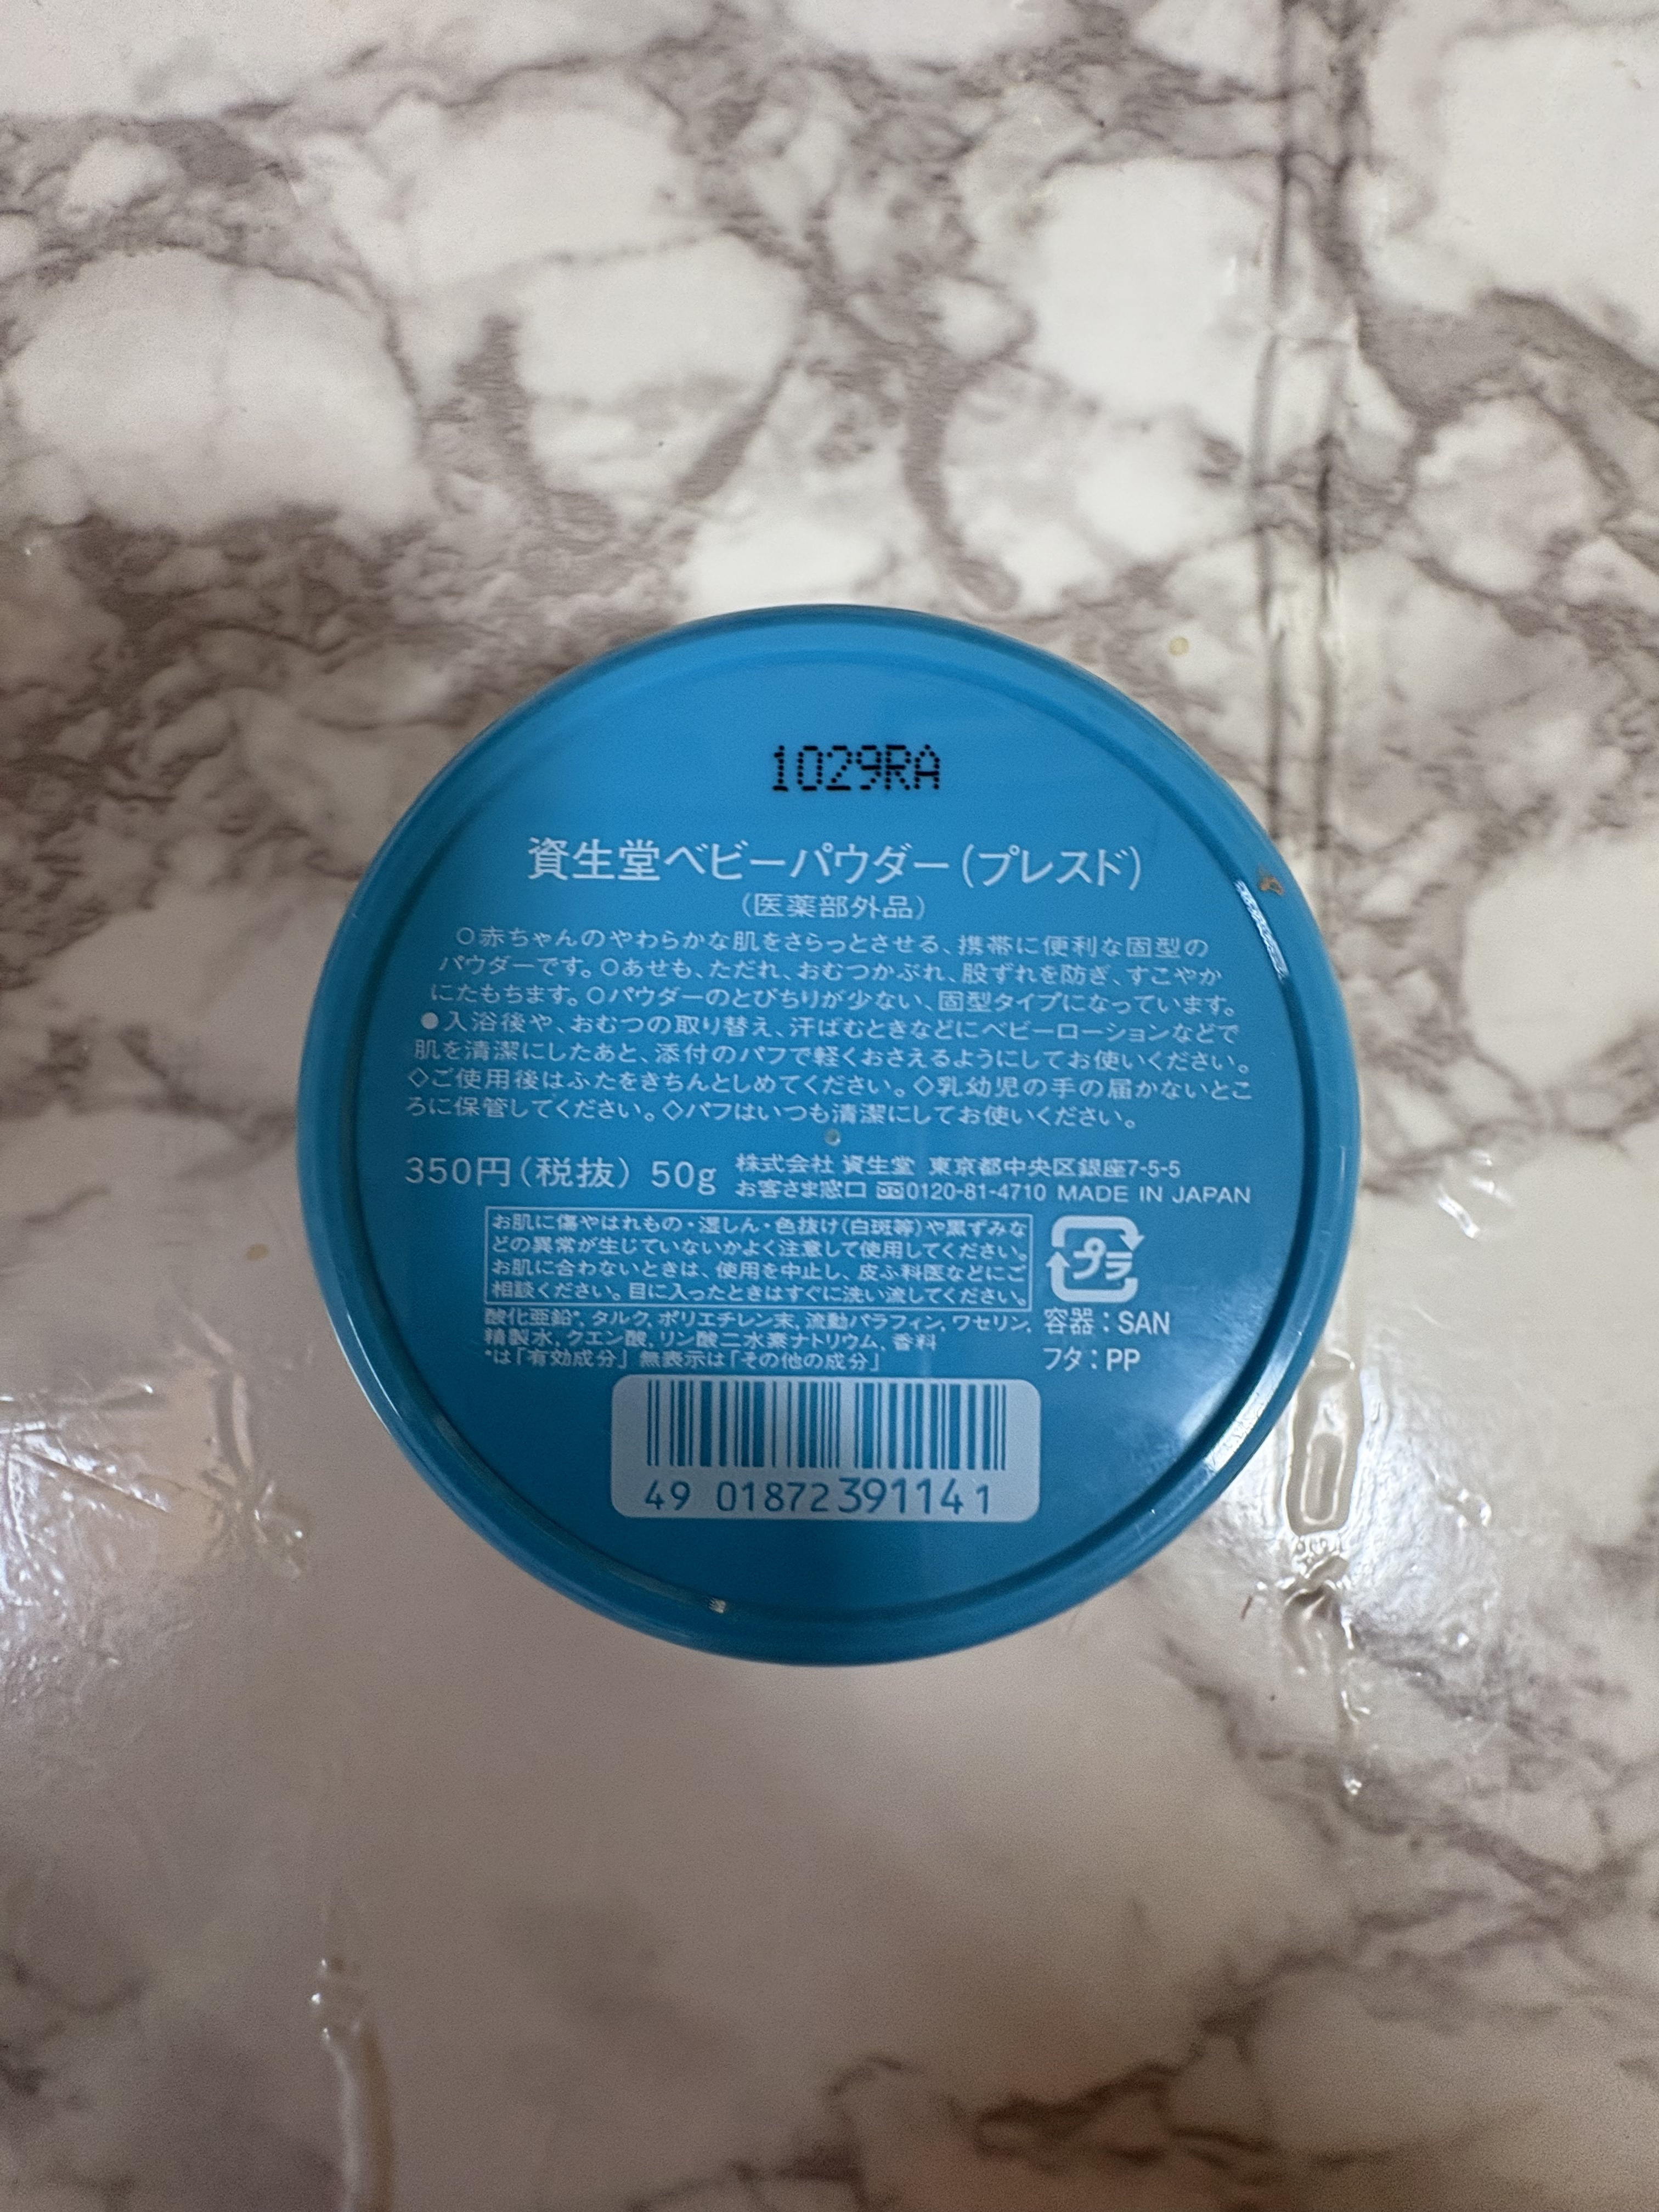 1029RA
資生堂ベビーパウダー(プレスド)
(医薬部外品)
○赤ちゃんのやわらかな肌をさらっとさせる、携帯に便利な固型の
パウダーです。○あせも、ただれ、おむつかぶれ、股ずれを防ぎ、すこやか
にたもちます。○パウダーのとびちりが少ない、固型タイプになっています。
●入浴後や、おむつの取り替え、汗ばむときなどにベビーローションなどで
肌を清潔にしたあと、添付のパフで軽くおさえるようにしてお使いください。
◇ご使用後はふたをきちんとしめてください。◇乳幼児の手の届かないとこ
ろに保管してください。◇パフはいつも清潔にしてお使いください。
350円(税抜) 50g
株式会社 資生堂 東京都中央区銀座7-5-5
お客さま窓口 0120-81-4710 MADE IN JAPAN
お肌に傷やはれもの・湿しん・色抜け(白斑等)や黒ずみな
どの異常が生じていないかよく注意して使用してください。
お肌に合わないときは、使用を中止し、皮ふ科医などにご
相談ください。目に入ったときはすぐに洗い流してください。
プラ
容器:SAN
フタ:PP
酸化亜鉛*, タルク, ポリエチレン末, 流動パラフィン, ワセリン,
精製水, クエン酸, リン酸二水素ナトリウム, 香料
*は「有効成分」 無表示は「その他の成分」
49 01872 391141